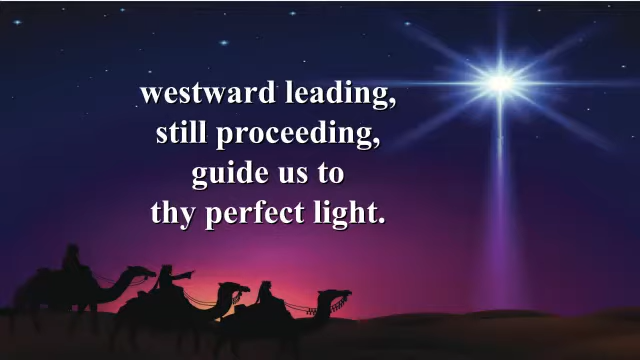 westward leading,
still proceeding,
guide us to
thy perfect light.